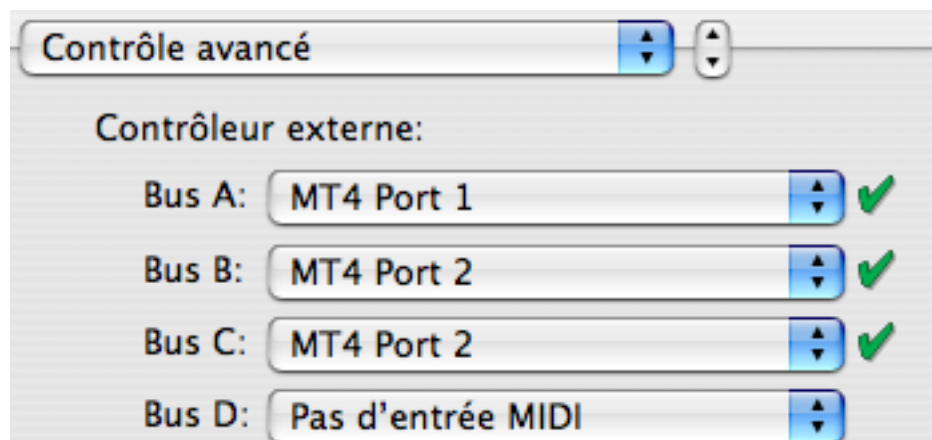 Contrôle avancé
Contrôleur externe:
Bus A: MT4 Port 1
Bus B: MT4 Port 2
Bus C: MT4 Port 2
Bus D: Pas d'entrée MIDI